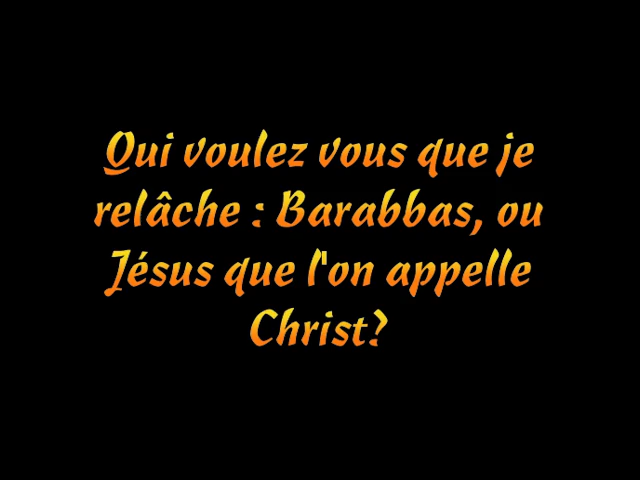 Qui voulez vous que je
relâche : Barabbas, ou
Jésus que l'on appelle
Christ?